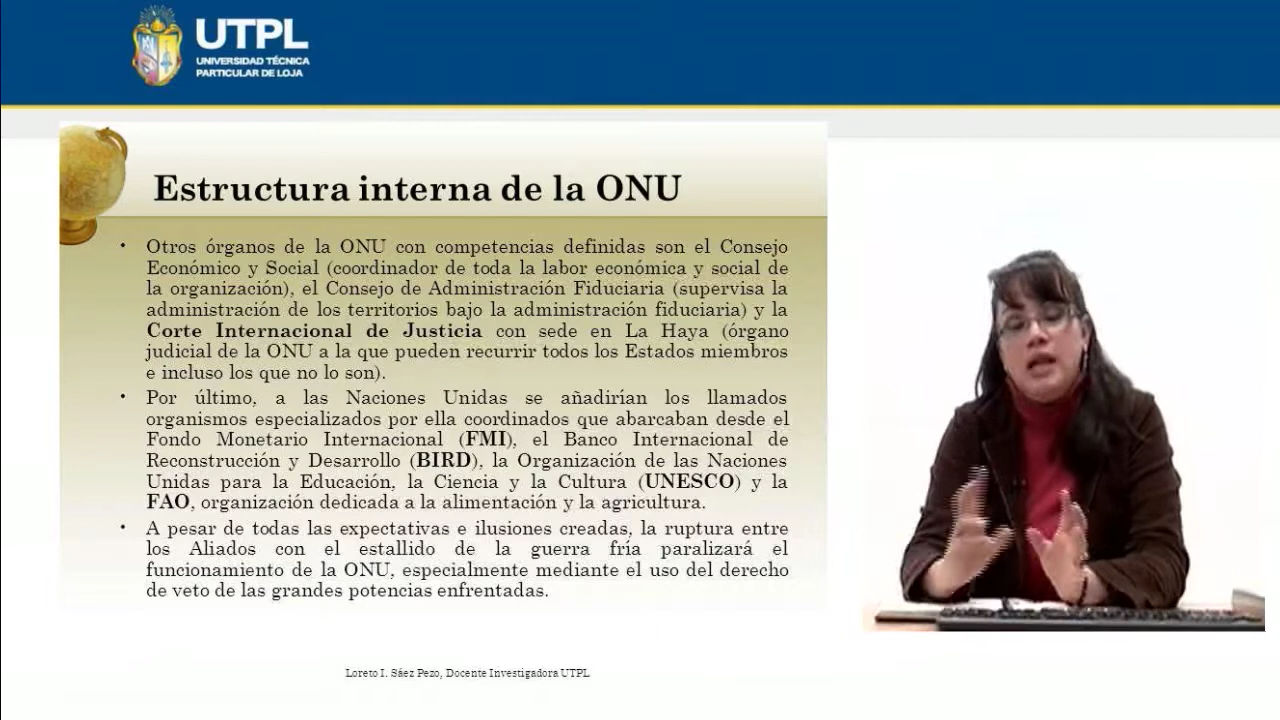 UTPL
UNIVERSIDAD TÉCNICA
PARTICULAR DE LOJA
Estructura interna de la ONU
• Otros órganos de la ONU con competencias definidas son el Consejo
Económico y Social (coordinador de toda la labor económica y social de
la organización), el Consejo de Administración Fiduciaria (supervisa la
administración de los territorios bajo la administración fiduciaria) y la
Corte Internacional de Justicia con sede en La Haya (órgano
judicial de la ONU a la que pueden recurrir todos los Estados miembros
e incluso los que no lo son).
• Por último, a las Naciones Unidas se añadirían los llamados
organismos especializados por ella coordinados que abarcaban desde el
Fondo Monetario Internacional (FMI), el Banco Internacional de
Reconstrucción y Desarrollo (BIRD), la Organización de las Naciones
Unidas para la Educación, la Ciencia y la Cultura (UNESCO) y la
FAO, organización dedicada a la alimentación y la agricultura.
• A pesar de todas las expectativas e ilusiones creadas, la ruptura entre
los Aliados con el estallido de la guerra fría paralizará el
funcionamiento de la ONU, especialmente mediante el uso del derecho
de veto de las grandes potencias enfrentadas.
Loreto I. Sáez Pezo, Docente Investigadora UTPL